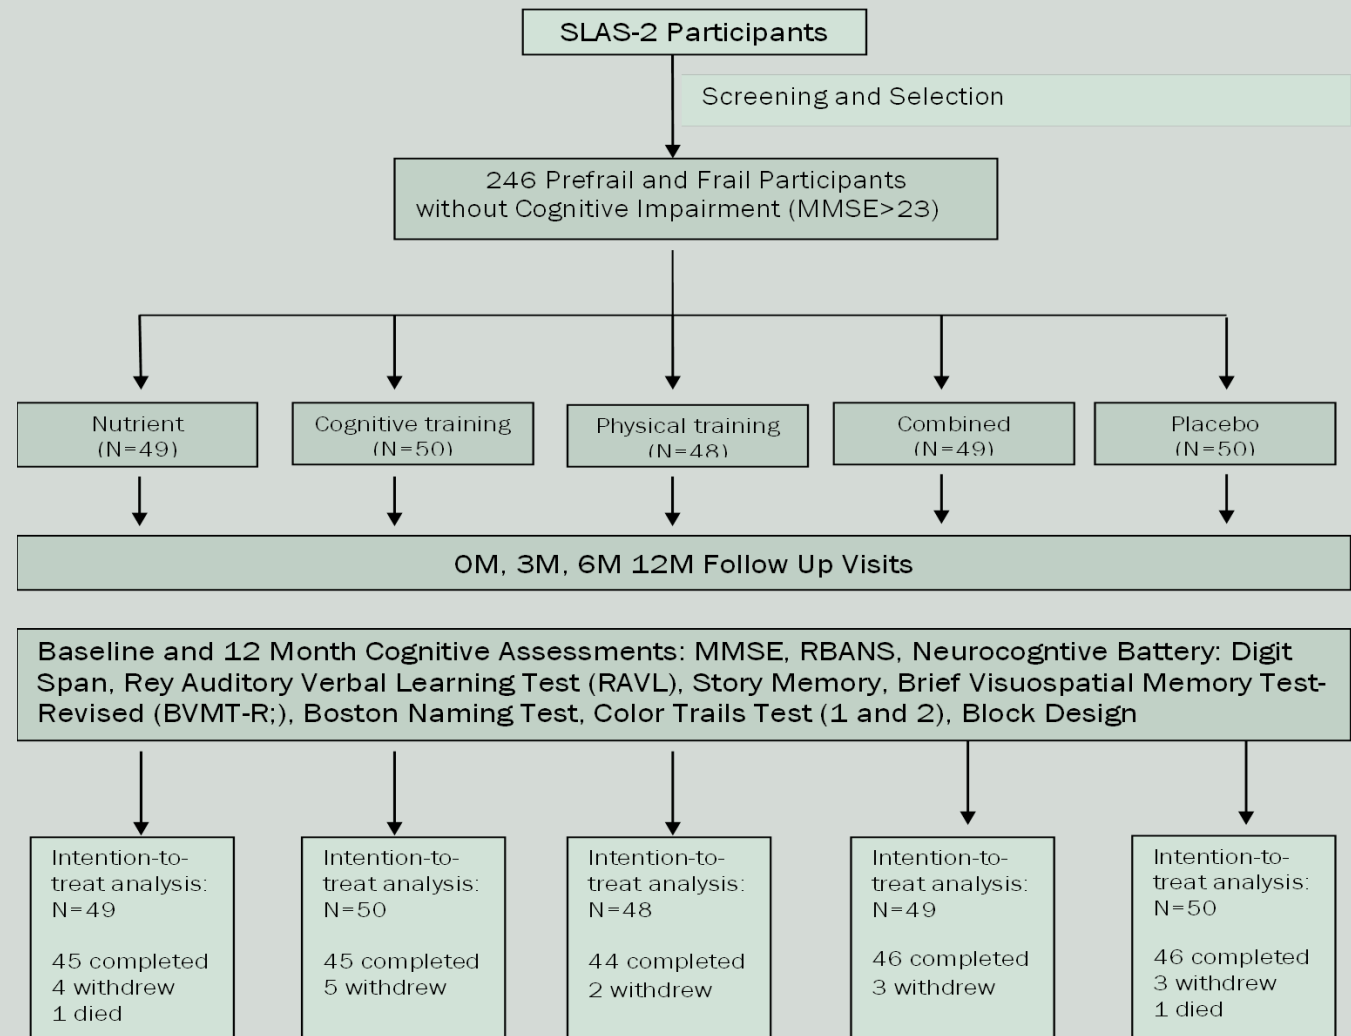 SLAS-2 Participants
Screening and Selection
246 Prefrail and Frail Participants
without Cognitive Impairment (MMSE>23)
Nutrient
(N=49)
Cognitive training
(N=50)
Physical training
(N=48)
Combined
(N=49)
Placebo
(N=50)
0M, 3M, 6M 12M Follow Up Visits
Baseline and 12 Month Cognitive Assessments: MMSE, RBANS, Neurocogntive Battery: Digit
Span, Rey Auditory Verbal Learning Test (RAVL), Story Memory, Brief Visuospatial Memory Test-
Revised (BVMT-R;), Boston Naming Test, Color Trails Test (1 and 2), Block Design
Intention-to-
treat analysis:
N=49
45 completed
4 withdrew
1 died
Intention-to-
treat analysis:
N=50
45 completed
5 withdrew
Intention-to-
treat analysis:
N=48
44 completed
2 withdrew
Intention-to-
treat analysis:
N=49
46 completed
3 withdrew
Intention-to-
treat analysis:
N=50
46 completed
3 withdrew
1 died